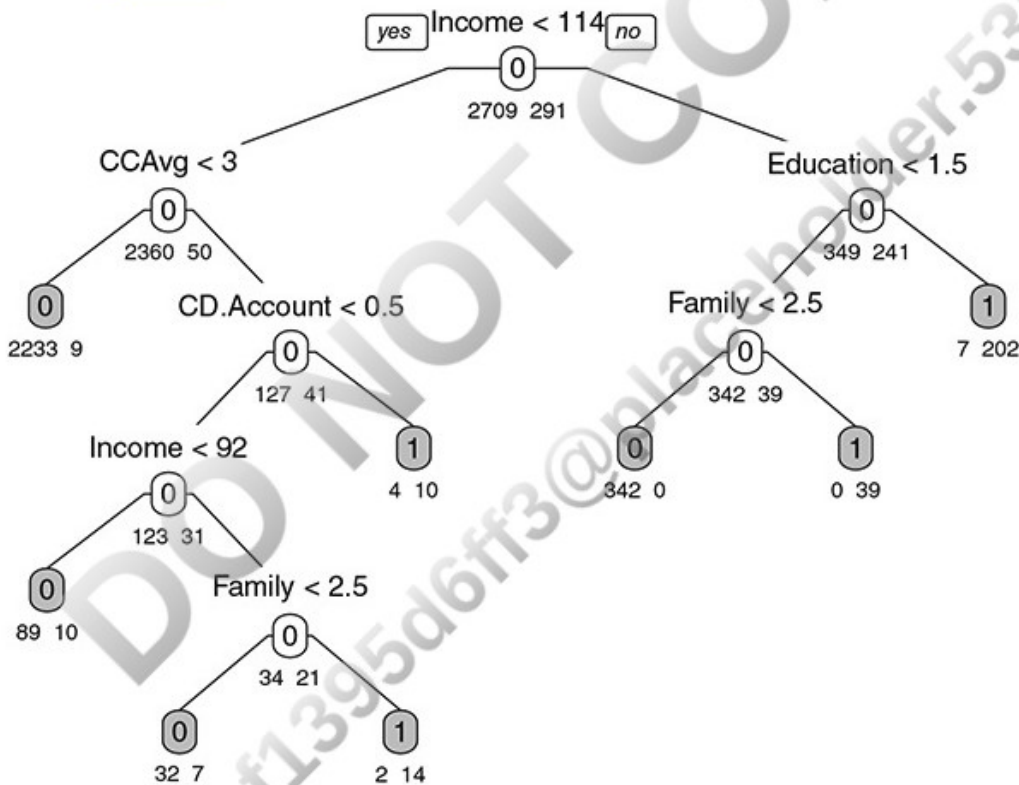 yes Income < 114 no
0
2709 291
CCAvg < 3 Education < 1.5
0 0
2360 50 349 241
0 CD.Account < 0.5 Family < 2.5 1
2233 9 0 0 7 202
127 41 342 39
Income < 92 1 0 1
0 4 10 342 0 0 39
123 31
0 Family < 2.5
89 10 0
34 21
0 1
32 7 2 14
DO NOT CO
f1395d6ff3@placeholder.53